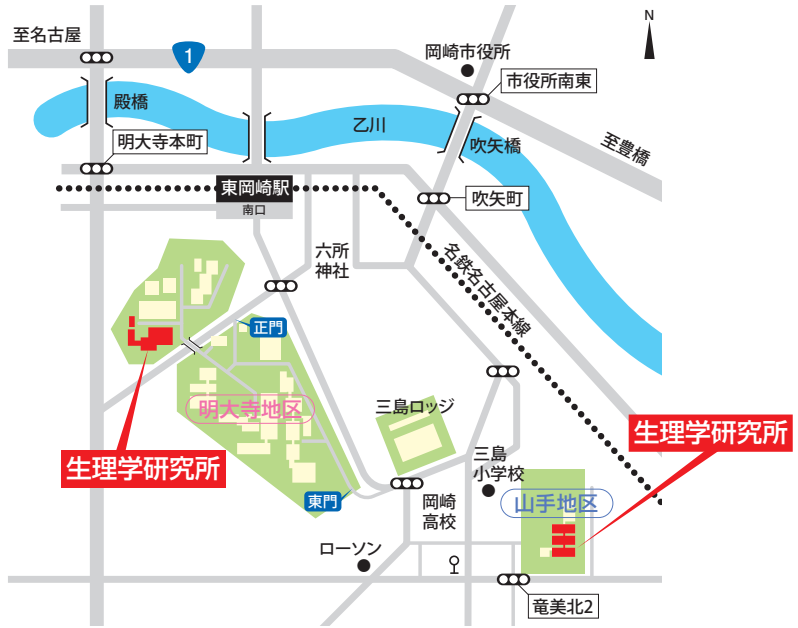 至名古屋
1
岡崎市役所
N
市役所南東
殿橋
乙川
明大寺本町
吹矢橋
至豊橋
東岡崎駅
南口
吹矢町
六所
神社
名鉄名古屋本線
正門
明大寺地区
三島ロッジ
生理学研究所
生理学研究所
三島
小学校
山手地区
東門
岡崎
高校
ローソン
竜美北2